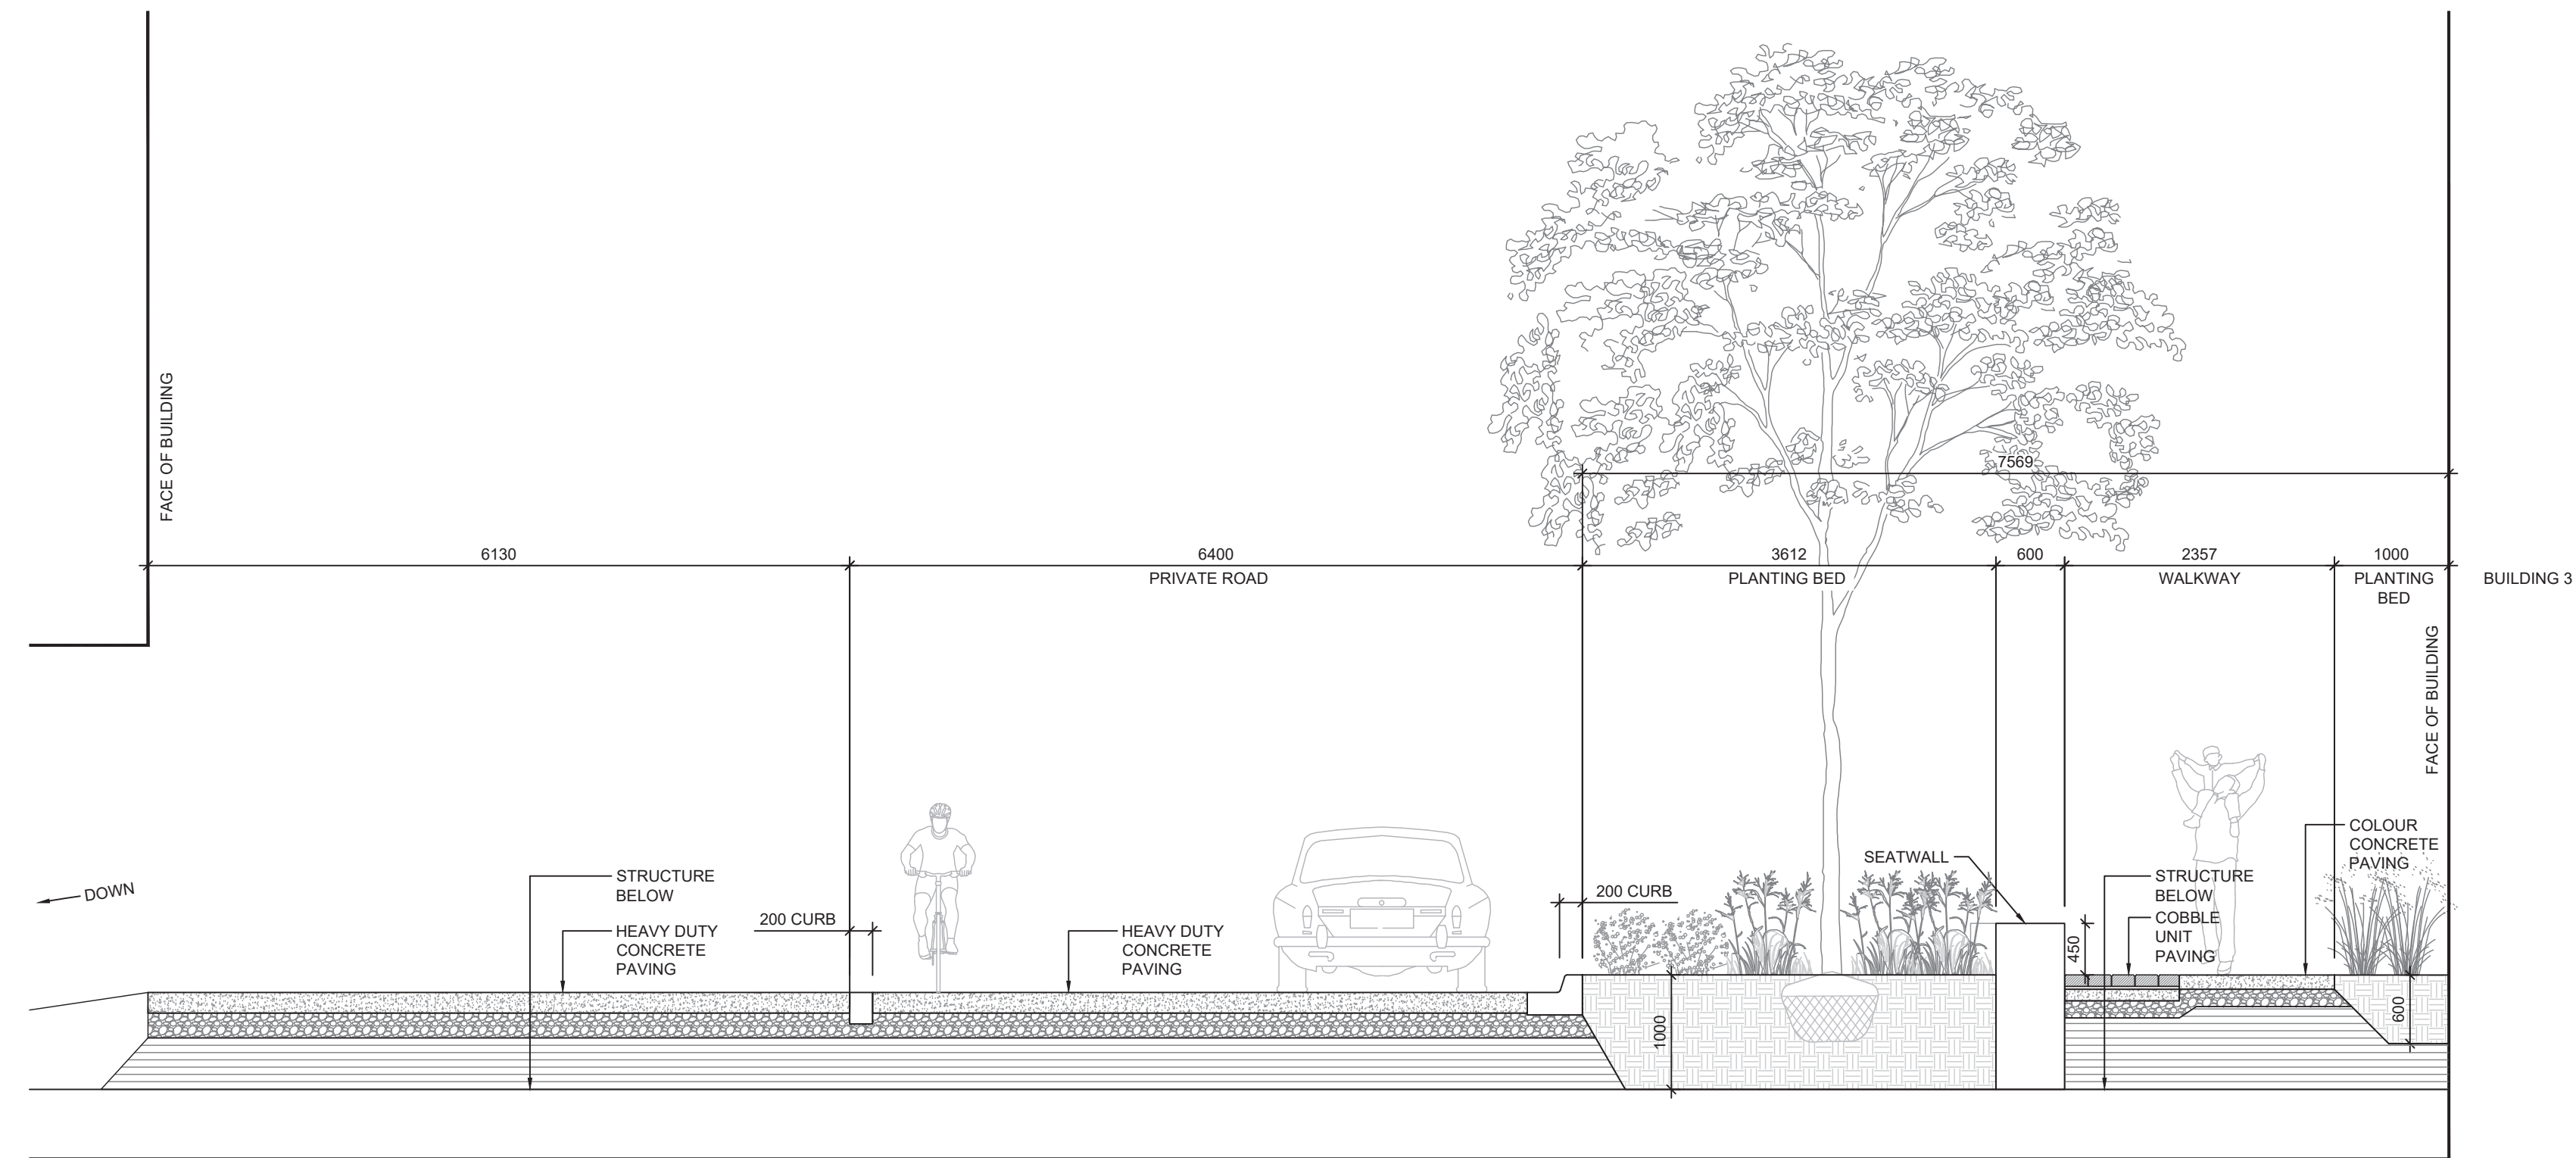 FACE OF BUILDING
7569
6130
6400
3612
600
2357
1000
PRIVATE ROAD
PLANTING BED
WALKWAY
PLANTING
BED
BUILDING 3
FACE OF BUILDING
COLOUR
CONCRETE
PAVING
SEATWALL
STRUCTURE
BELOW
STRUCTURE
BELOW
DOWN
200 CURB
200 CURB
HEAVY DUTY
CONCRETE
PAVING
HEAVY DUTY
CONCRETE
PAVING
COBBLE
UNIT
PAVING
450
1000
600